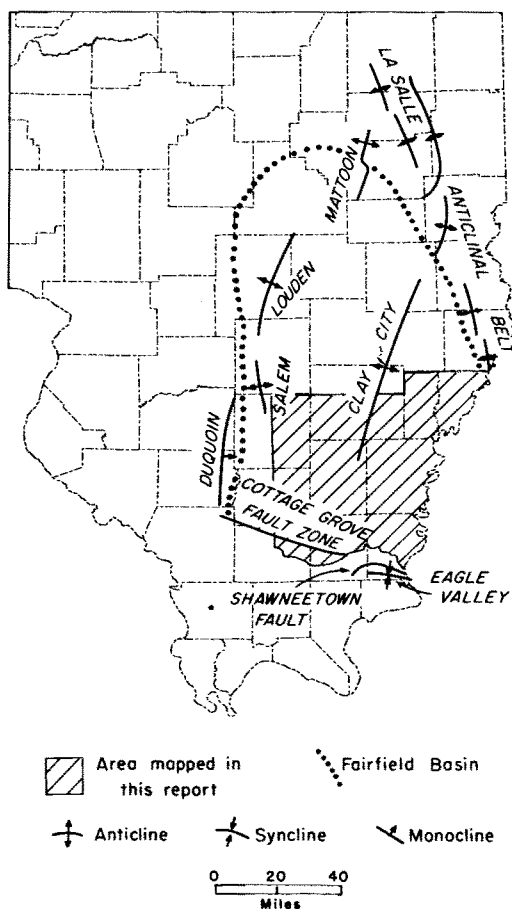 LA SALLE
MATTOON
ANTICLINAL
BELT
LOUDEN
CLAY CITY
SALEM
DUQUOIN
COTTAGE GROVE
FAULT ZONE
SHAWNEETOWN
FAULT
EAGLE
VALLEY
Area mapped in
this report
Fairfield Basin
Anticline
Syncline
Monocline
0 20 40
Miles